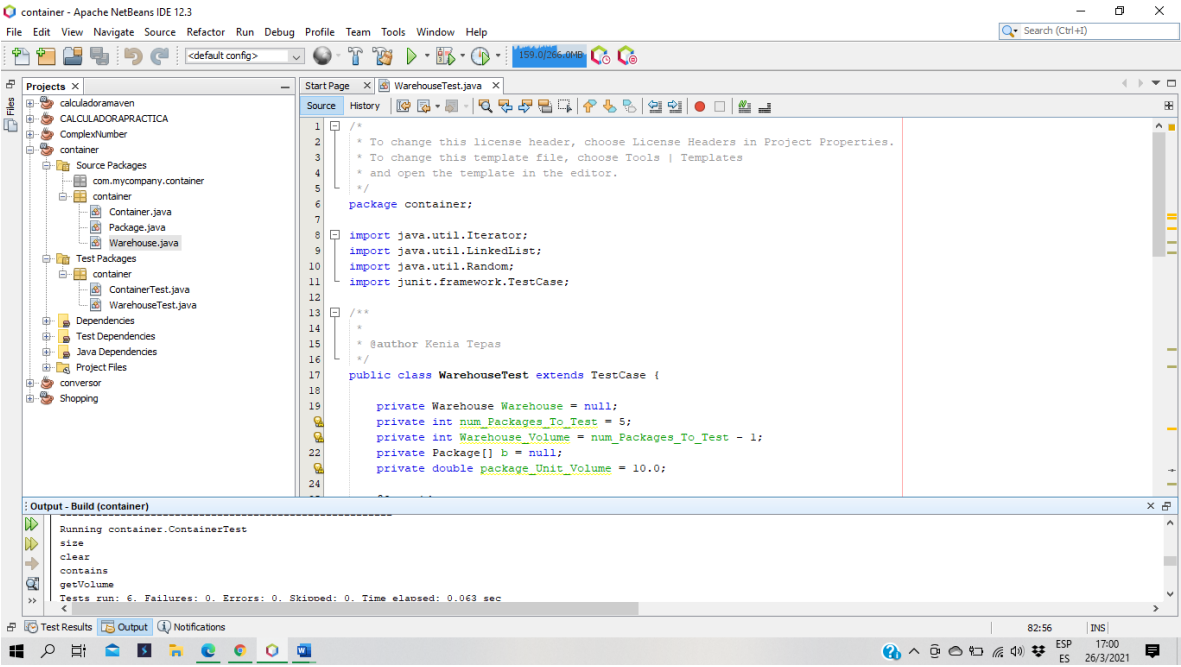 container - Apache NetBeans IDE 12.3
File Edit View Navigate Source Refactor Run Debug Profile Team Tools Window Help
Search (Ctrl+I)
<default config>
159.0/266.0MB
Files
Projects
calculadoramaven
CALCULADORAPRACTICA
ComplexNumber
container
Source Packages
com.mycompany.container
container
Container.java
Package.java
Warehouse.java
Test Packages
container
ContainerTest.java
WarehouseTest.java
Dependencies
Test Dependencies
Java Dependencies
Project Files
conversor
Shopping
Start Page
WarehouseTest.java
Source History
1 /*
2 * To change this license header, choose License Headers in Project Properties.
3 * To change this template file, choose Tools | Templates
4 * and open the template in the editor.
5 */
6 package container;
7
8 import java.util.Iterator;
9 import java.util.LinkedList;
10 import java.util.Random;
11 import junit.framework.TestCase;
12
13 /**
14 *
15 * @author Kenia Tepas
16 */
17 public class WarehouseTest extends TestCase {
18
19 private Warehouse Warehouse = null;
private int num_Packages_To_Test = 5;
private int Warehouse_Volume = num_Packages_To_Test - 1;
22 private Package[] b = null;
private double package_Unit_Volume = 10.0;
24
Output - Build (container)
Running container.ContainerTest
size
clear
contains
getVolume
Tests run: 6, Failures: 0, Errors: 0, Skipped: 0, Time elapsed: 0.063 sec
Test Results Output Notifications
82:56 INS
ESP
ES
17:00
26/3/2021